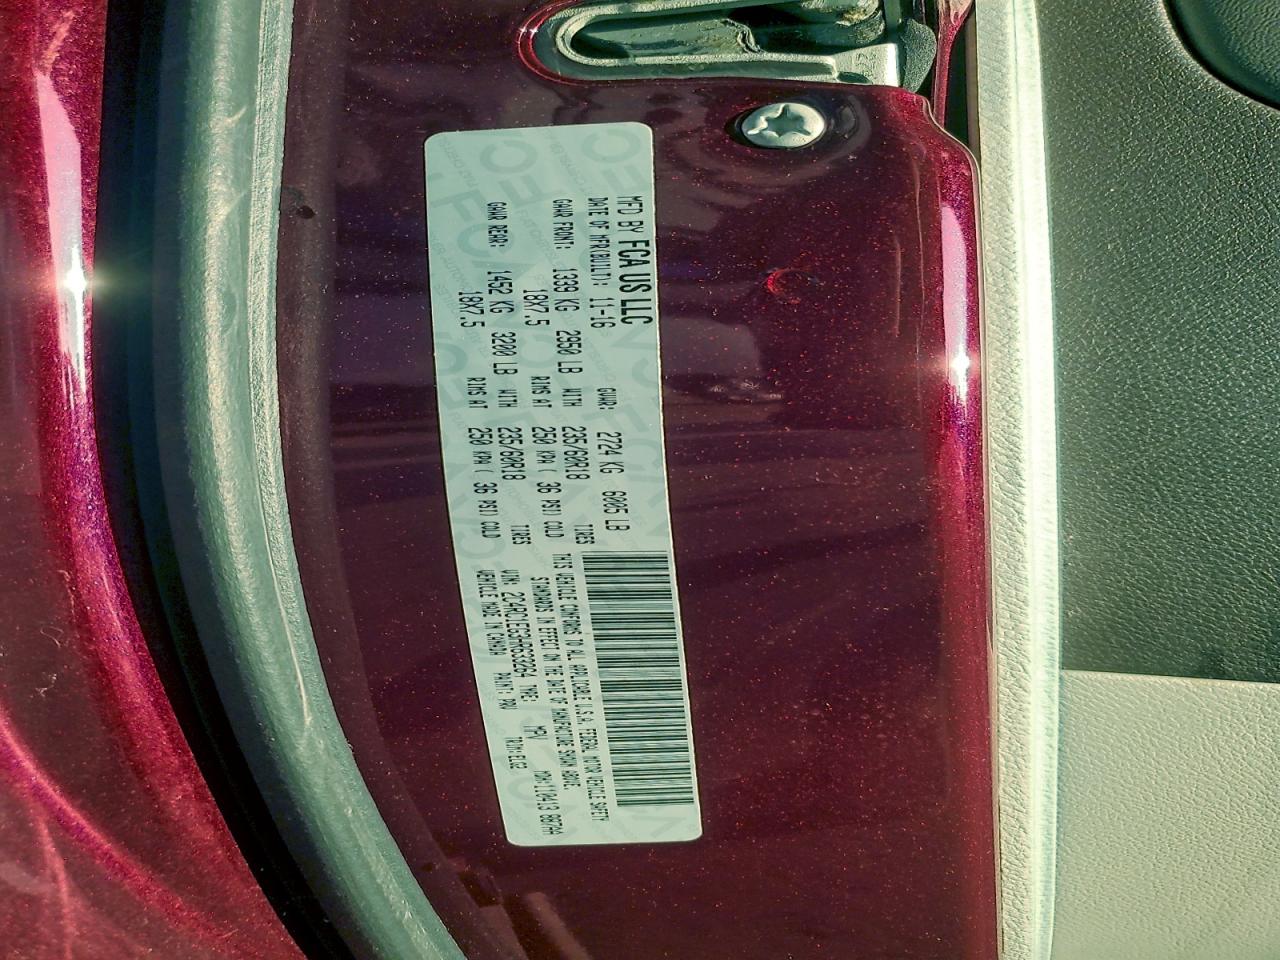 MFD BY FCA US LLC
DATE OF MFR(BUILT): 11-16 GVWR: 2724 KG 6005 LB
GAWR FRONT: 1339 KG 2950 LB WITH 235/60R18 TIRES
18X7.5 RIMS AT 250 KPA( 36 PSI) COLD
GAWR REAR: 1452 KG 3200 LB WITH 235/60R18 TIRES
18X7.5 RIMS AT 250 KPA( 36 PSI) COLD
THIS VEHICLE CONFORMS TO ALL APPLICABLE U.S.A. FEDERAL MOTOR VEHICLE SAFETY
STANDARDS IN EFFECT ON THE DATE OF MANUFACTURE SHOWN ABOVE.
TYPE: MPV
VEHICLE MADE IN CANADA PAINT: PRV